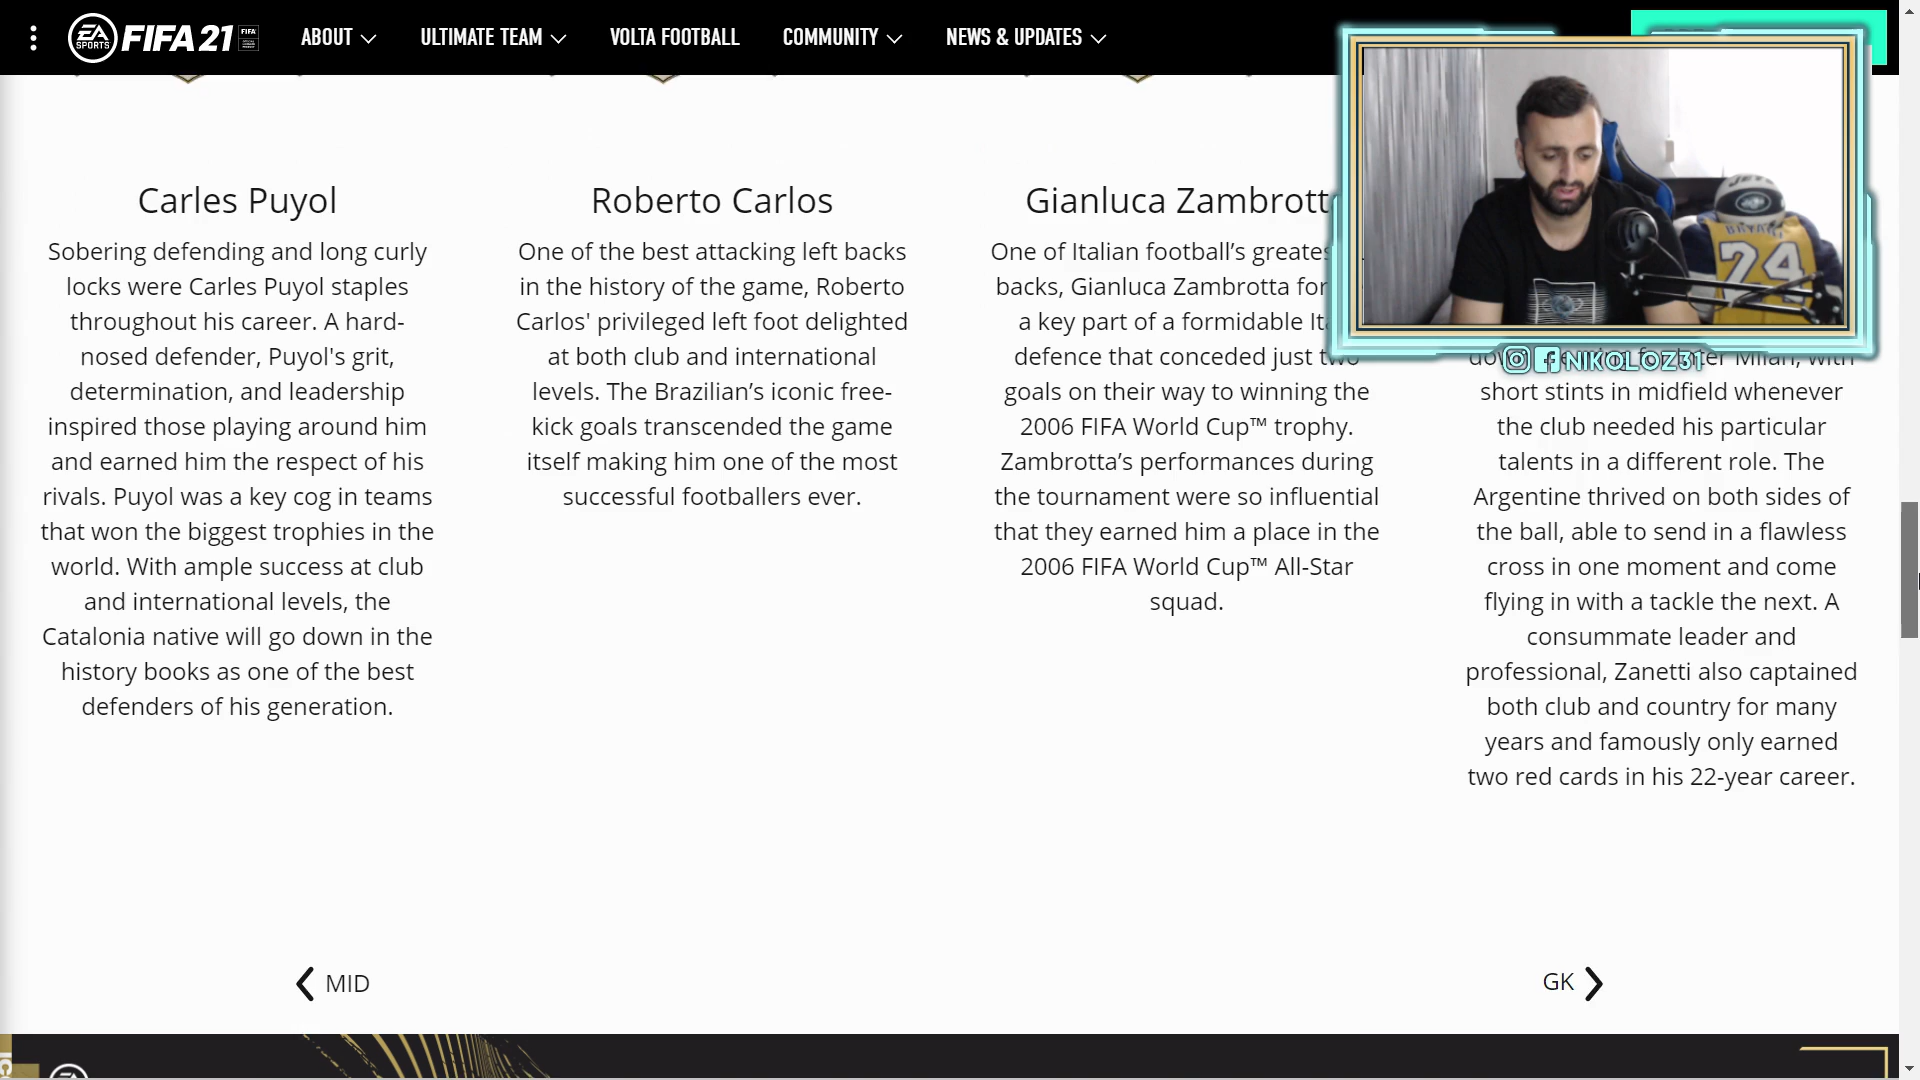 EA SPORTS FIFA 21
ABOUT
ULTIMATE TEAM
VOLTA FOOTBALL
COMMUNITY
NEWS & UPDATES
Carles Puyol
Sobering defending and long curly
locks were Carles Puyol staples
throughout his career. A hard-
nosed defender, Puyol's grit,
determination, and leadership
inspired those playing around him
and earned him the respect of his
rivals. Puyol was a key cog in teams
that won the biggest trophies in the
world. With ample success at club
and international levels, the
Catalonia native will go down in the
history books as one of the best
defenders of his generation.
Roberto Carlos
One of the best attacking left backs
in the history of the game, Roberto
Carlos' privileged left foot delighted
at both club and international
levels. The Brazilian’s iconic free-
kick goals transcended the game
itself making him one of the most
successful footballers ever.
Gianluca Zambrott
One of Italian football’s greates
backs, Gianluca Zambrotta for
a key part of a formidable Ita
defence that conceded just two
goals on their way to winning the
2006 FIFA World Cup™ trophy.
Zambrotta’s performances during
the tournament were so influential
that they earned him a place in the
2006 FIFA World Cup™ All-Star
squad.
Milan, with
short stints in midfield whenever
the club needed his particular
talents in a different role. The
Argentine thrived on both sides of
the ball, able to send in a flawless
cross in one moment and come
flying in with a tackle the next. A
consummate leader and
professional, Zanetti also captained
both club and country for many
years and famously only earned
two red cards in his 22-year career.
JETS
BRYANT
24
NIKOLOZ31
MID
GK